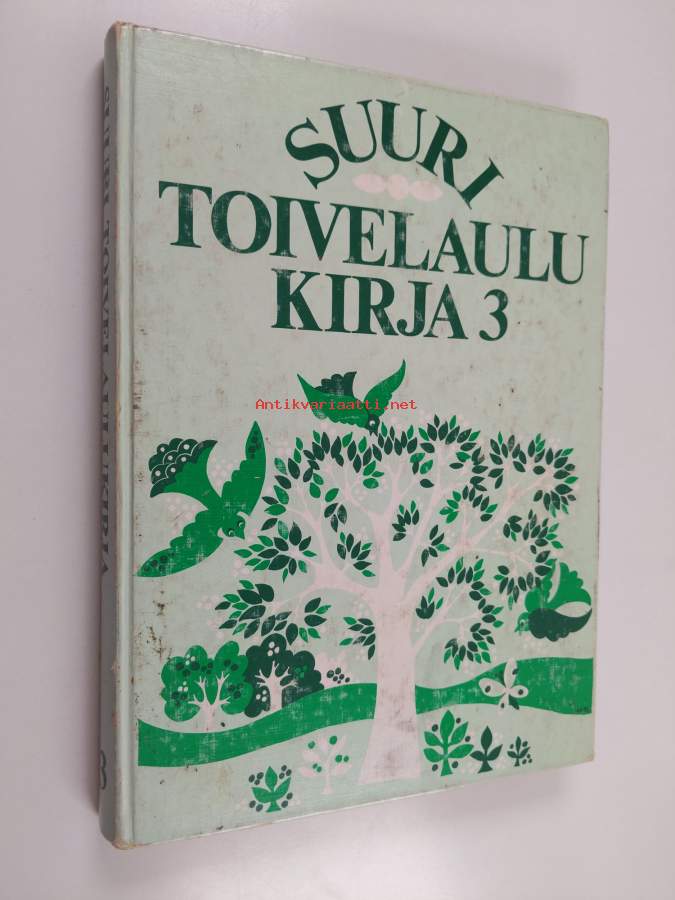 SUURI
TOIVELAULU
KIRJA 3
Antikvariaatti.net
SUURI TOIVELAULUKIRJA
3